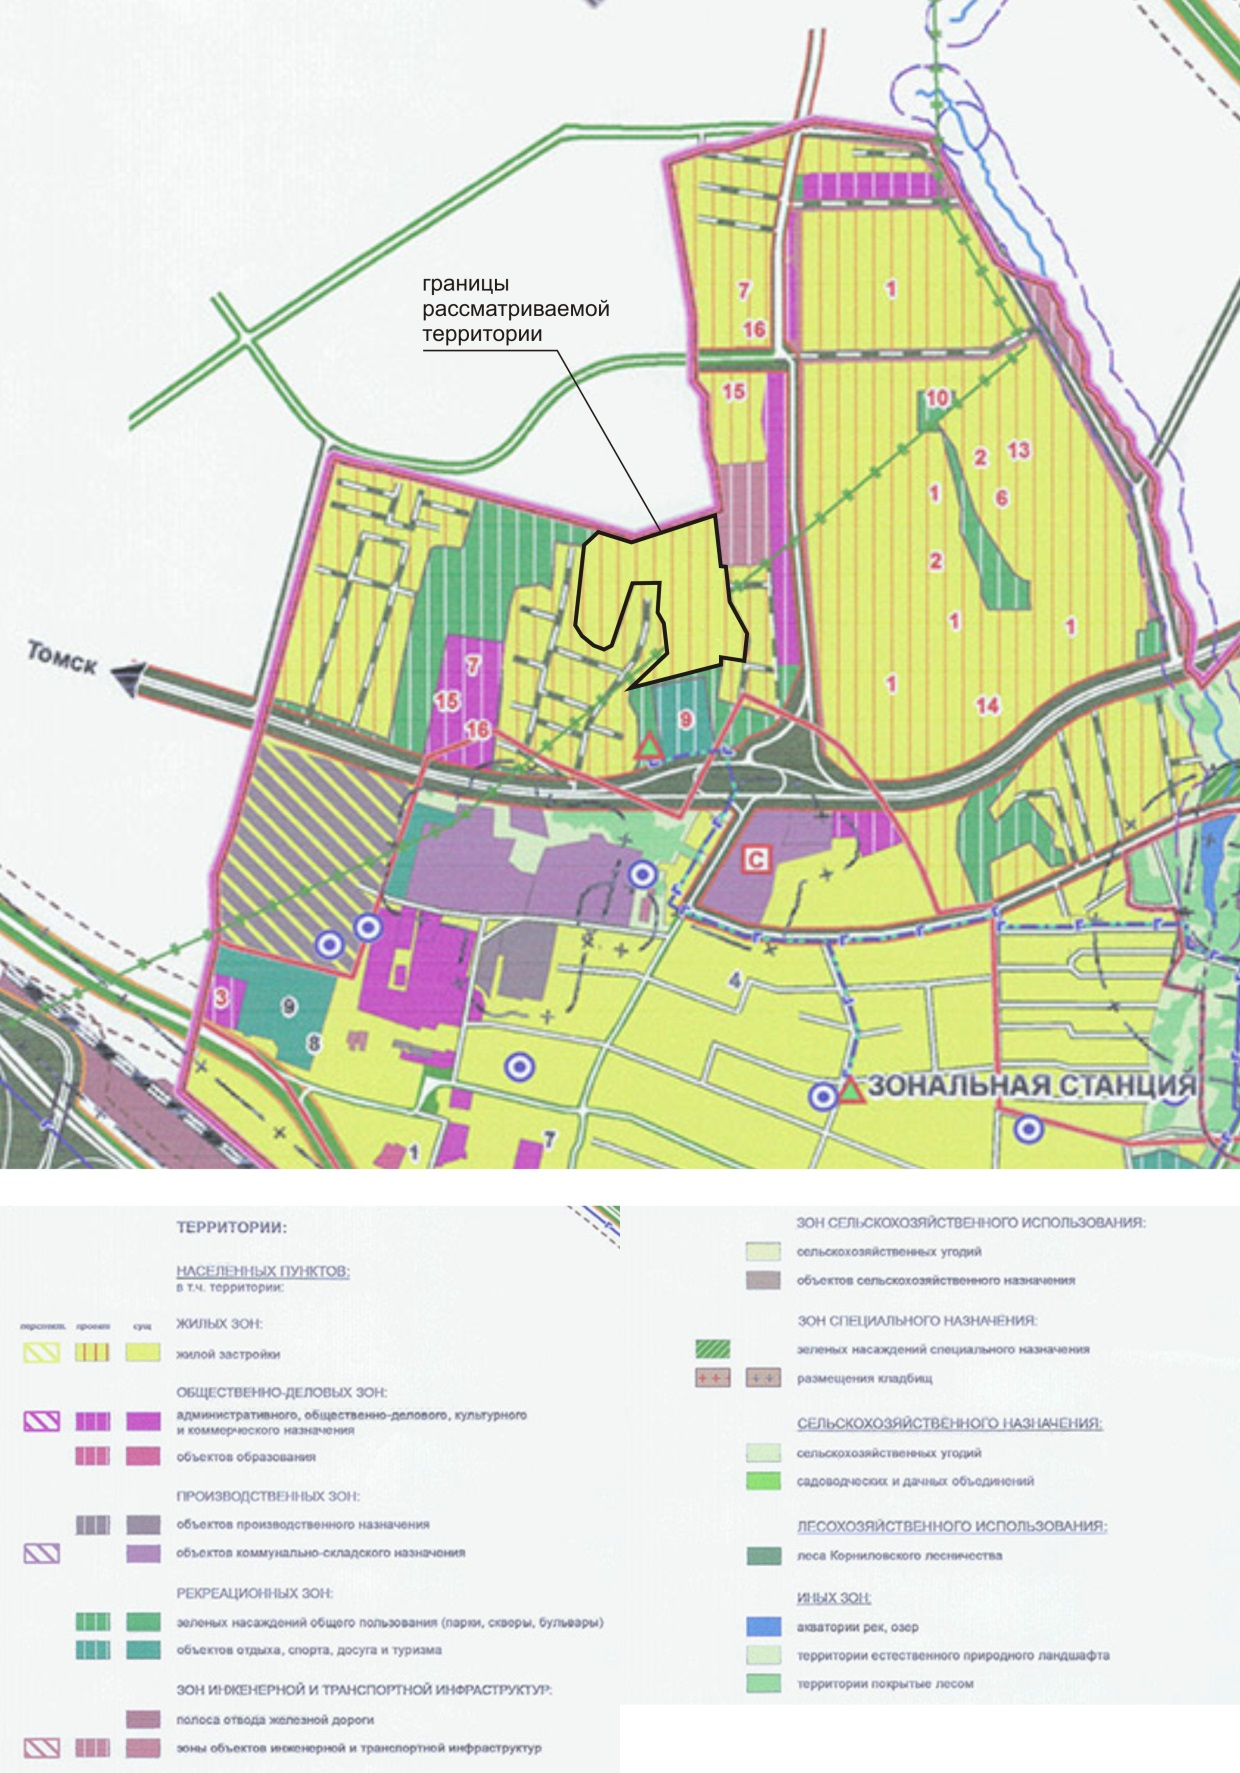 границы
рассматриваемой
территории
7
1
16
15
10
2
13
1
6
2
1
1
Томск
7
15
16
9
1
14
С
4
3
9
8
ЗОНАЛЬНАЯ СТАНЦИЯ
1
7
ТЕРРИТОРИИ:
НАСЕЛЕННЫХ ПУНКТОВ:
в т.ч. территории:
перспект. проект сущ ЖИЛЫХ ЗОН:
жилой застройки
ОБЩЕСТВЕННО-ДЕЛОВЫХ ЗОН:
административного, общественно-делового, культурного
и коммерческого назначения
объектов образования
ПРОИЗВОДСТВЕННЫХ ЗОН:
объектов производственного назначения
объектов коммунально-складского назначения
РЕКРЕАЦИОННЫХ ЗОН:
зеленых насаждений общего пользования (парки, скверы, бульвары)
объектов отдыха, спорта, досуга и туризма
ЗОН ИНЖЕНЕРНОЙ И ТРАНСПОРТНОЙ ИНФРАСТРУКТУР:
полоса отвода железной дороги
зоны объектов инженерной и транспортной инфраструктур
ЗОН СЕЛЬСКОХОЗЯЙСТВЕННОГО ИСПОЛЬЗОВАНИЯ:
сельскохозяйственных угодий
объектов сельскохозяйственного назначения
ЗОН СПЕЦИАЛЬНОГО НАЗНАЧЕНИЯ:
зеленых насаждений специального назначения
размещения кладбищ
СЕЛЬСКОХОЗЯЙСТВЕННОГО НАЗНАЧЕНИЯ:
сельскохозяйственных угодий
садоводческих и дачных объединений
ЛЕСОХОЗЯЙСТВЕННОГО ИСПОЛЬЗОВАНИЯ:
леса Корниловского лесничества
ИНЫХ ЗОН:
акватории рек, озер
территории естественного природного ландшафта
территории покрытые лесом